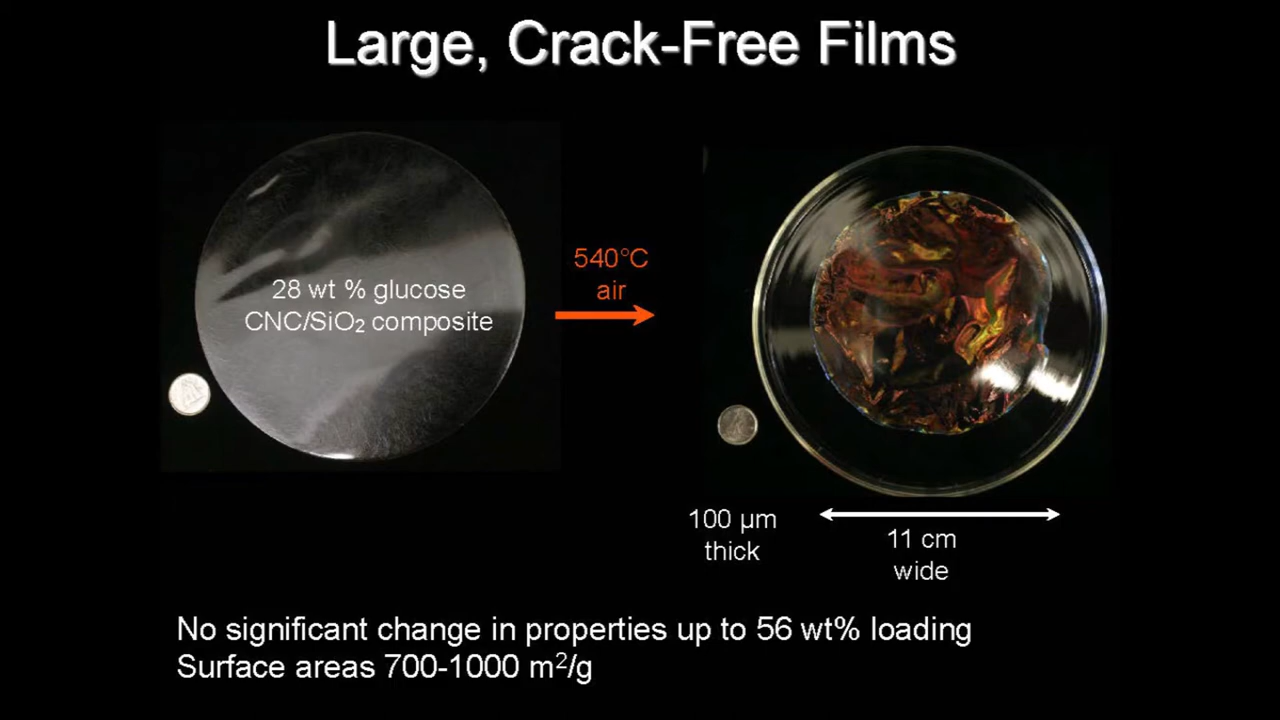 Large, Crack-Free Films
28 wt % glucose
CNC/SiO₂ composite
540°C
air
100 µm
thick
11 cm
wide
No significant change in properties up to 56 wt% loading
Surface areas 700-1000 m²/g